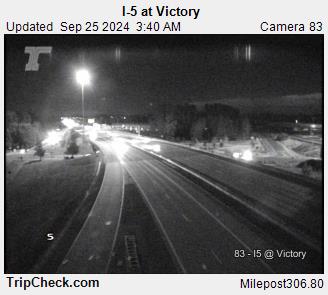 I-5 at Victory
Updated Sep 25 2024 3:40 AM Camera 83
T
S
83 - I5 @ Victory
TripCheck.com Milepost306.80